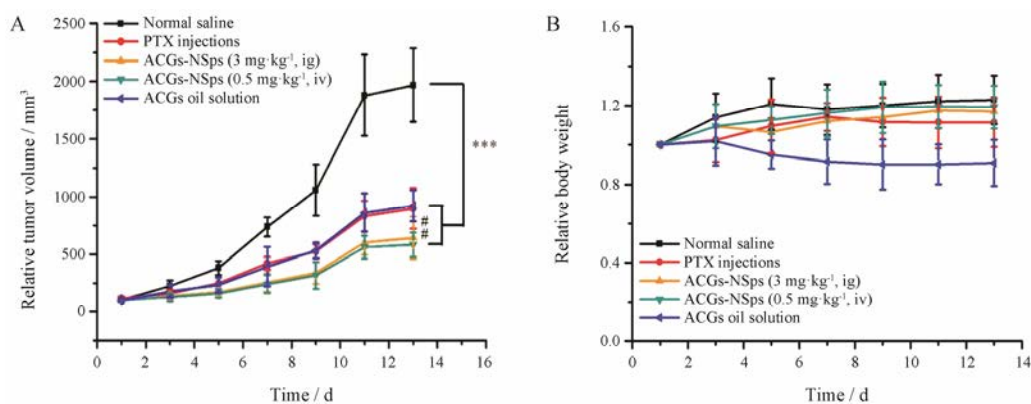 A
Relative tumor volume / mm³
2500
2000
1500
1000
500
0
Normal saline
PTX injections
ACGs-NSps (3 mg·kg⁻¹, ig)
ACGs-NSps (0.5 mg·kg⁻¹, iv)
ACGs oil solution
***
#
#
0 2 4 6 8 10 12 14 16
Time / d
B
Relative body weight
1.6
1.2
0.8
0.4
0.0
Normal saline
PTX injections
ACGs-NSps (3 mg·kg⁻¹, ig)
ACGs-NSps (0.5 mg·kg⁻¹, iv)
ACGs oil solution
0 2 4 6 8 10 12 14
Time / d